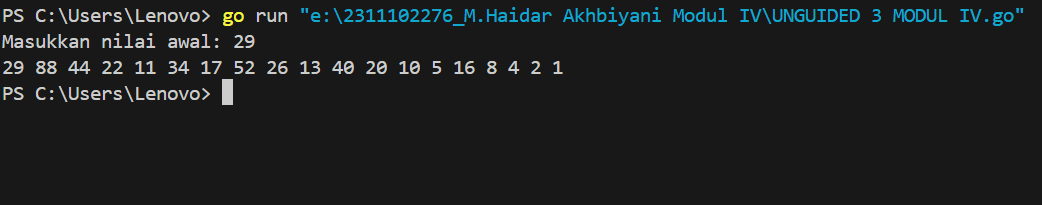 PS C:\Users\Lenovo> go run "e:\2311102276_M.Haidar Akhbiyani Modul IV\UNGUIDED 3 MODUL IV.go"
Masukkan nilai awal: 29
29 88 44 22 11 34 17 52 26 13 40 20 10 5 16 8 4 2 1
PS C:\Users\Lenovo>